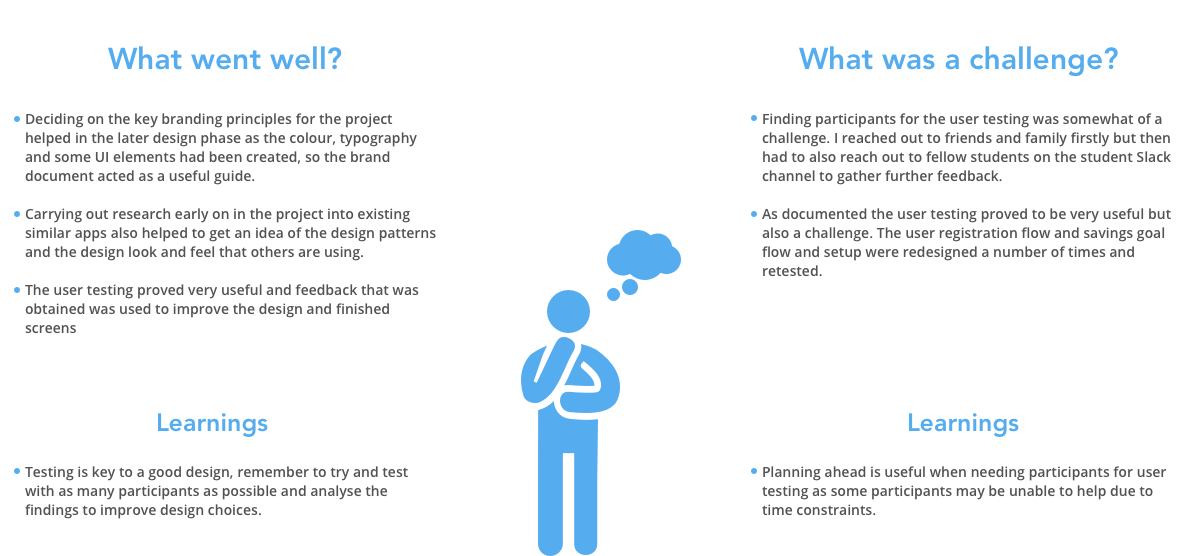 What went well?
Deciding on the key branding principles for the project
helped in the later design phase as the colour, typography
and some UI elements had been created, so the brand
document acted as a useful guide.
Carrying out research early on in the project into existing
similar apps also helped to get an idea of the design patterns
and the design look and feel that others are using.
The user testing proved very useful and feedback that was
obtained was used to improve the design and finished
screens
Learnings
Testing is key to a good design, remember to try and test
with as many participants as possible and analyse the
findings to improve design choices.
What was a challenge?
Finding participants for the user testing was somewhat of a
challenge. I reached out to friends and family firstly but then
had to also reach out to fellow students on the student Slack
channel to gather further feedback.
As documented the user testing proved to be very useful but
also a challenge. The user registration flow and savings goal
flow and setup were redesigned a number of times and
retested.
Learnings
Planning ahead is useful when needing participants for user
testing as some participants may be unable to help due to
time constraints.